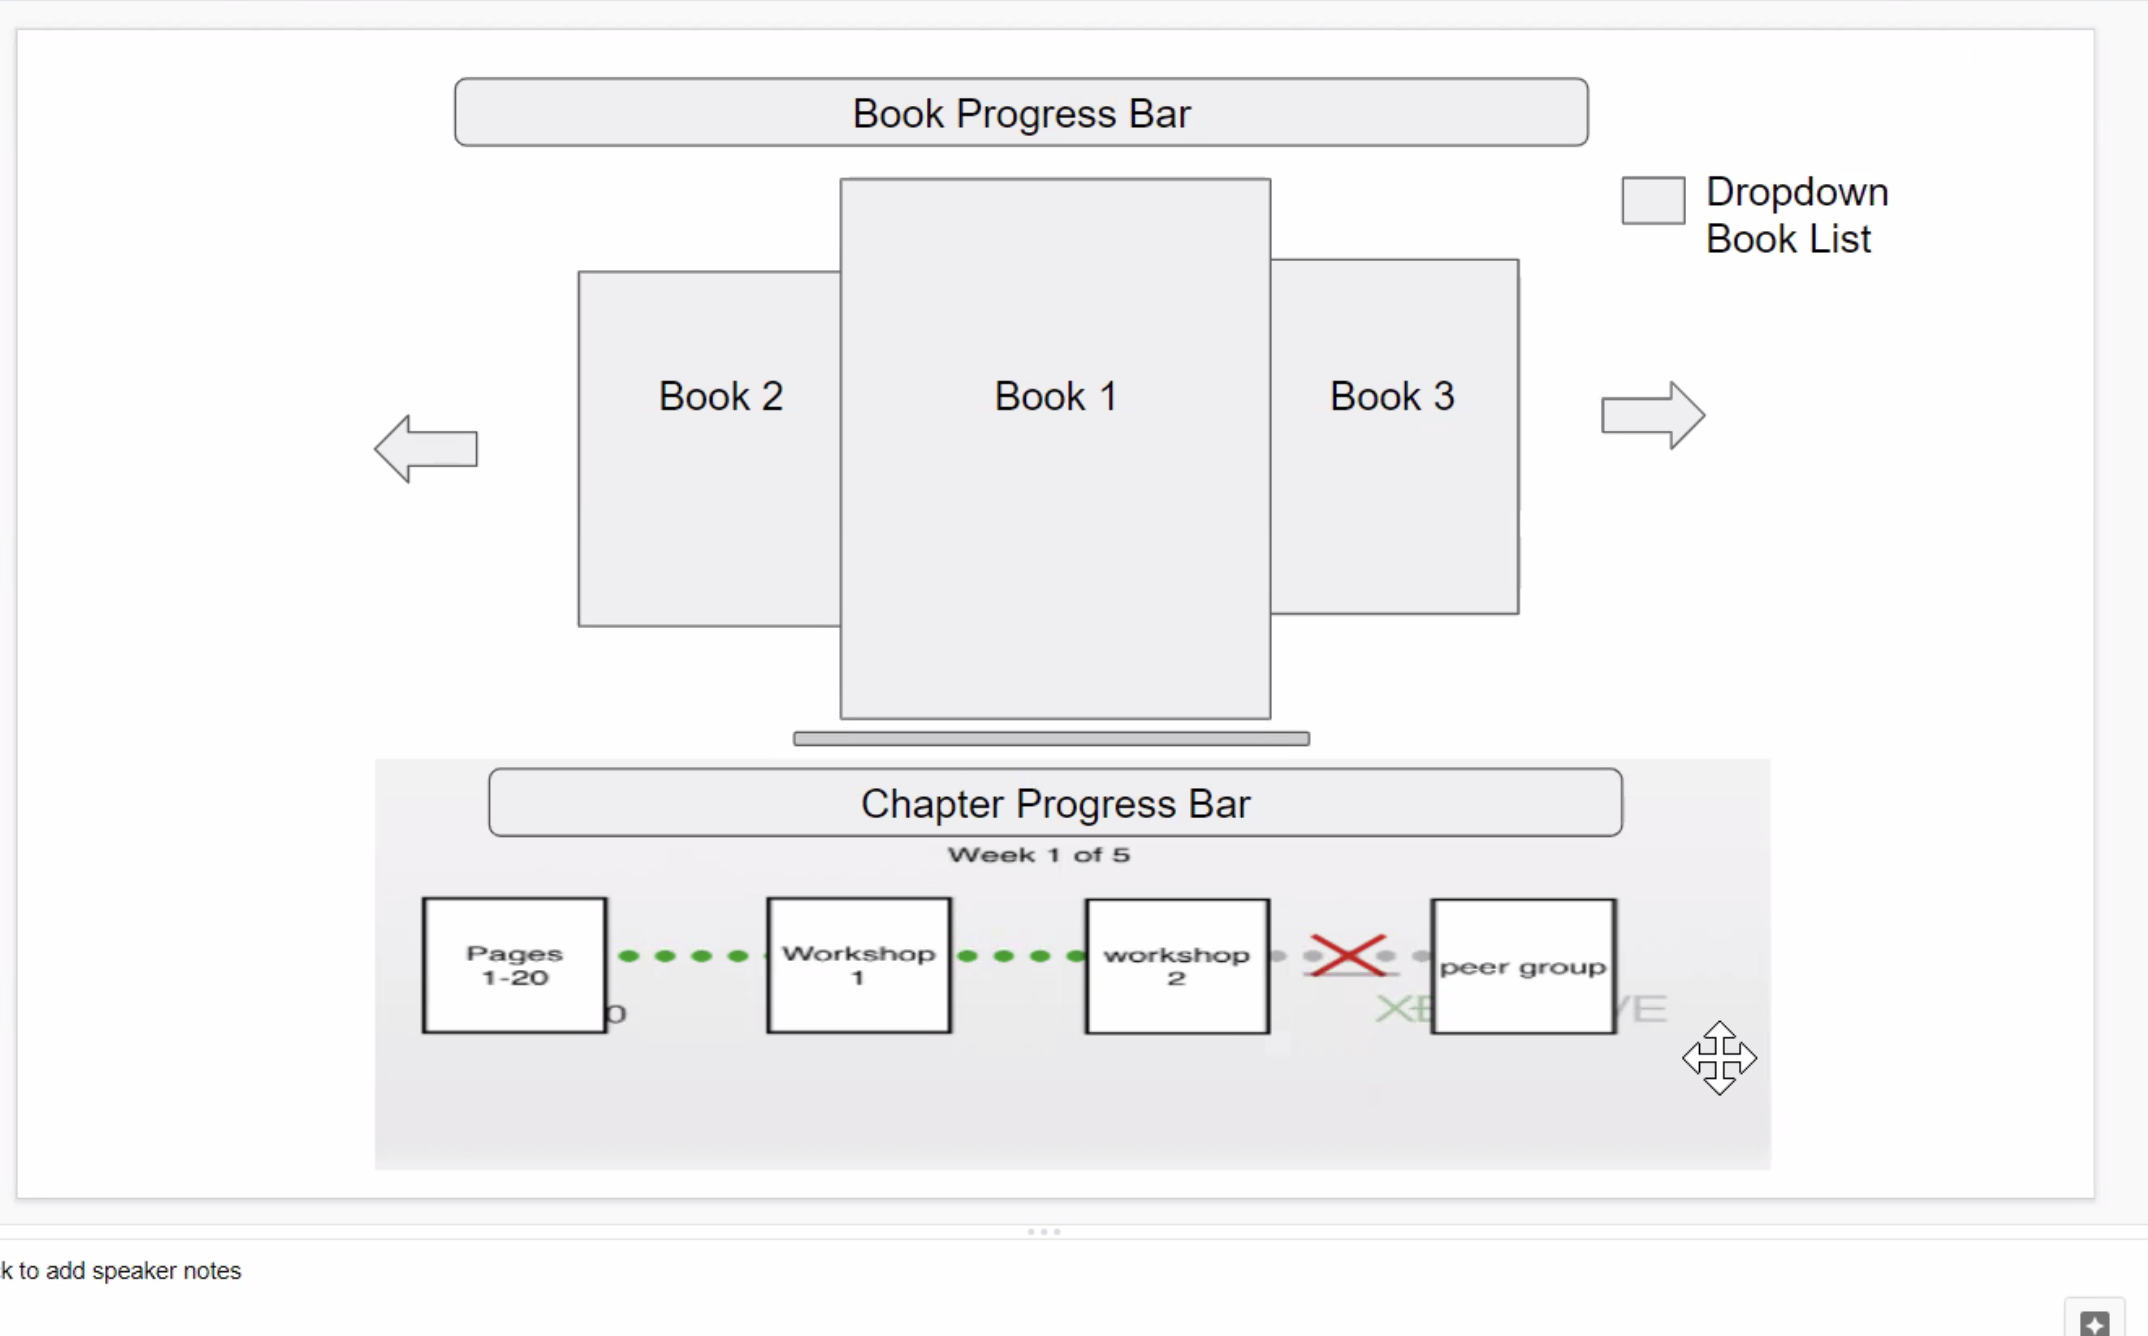 Book Progress Bar
Dropdown
Book List
Book 2
Book 1
Book 3
Chapter Progress Bar
Week 1 of 5
Pages
1-20
Workshop
1
workshop
2
peer group
k to add speaker notes